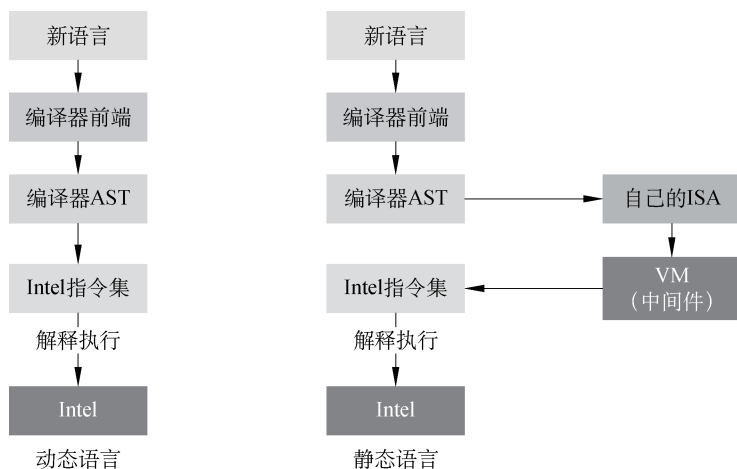 新语言
编译器前端
编译器AST
Intel指令集
解释执行
Intel
动态语言
新语言
编译器前端
编译器AST
自己的ISA
VM
（中间件）
Intel指令集
解释执行
Intel
静态语言